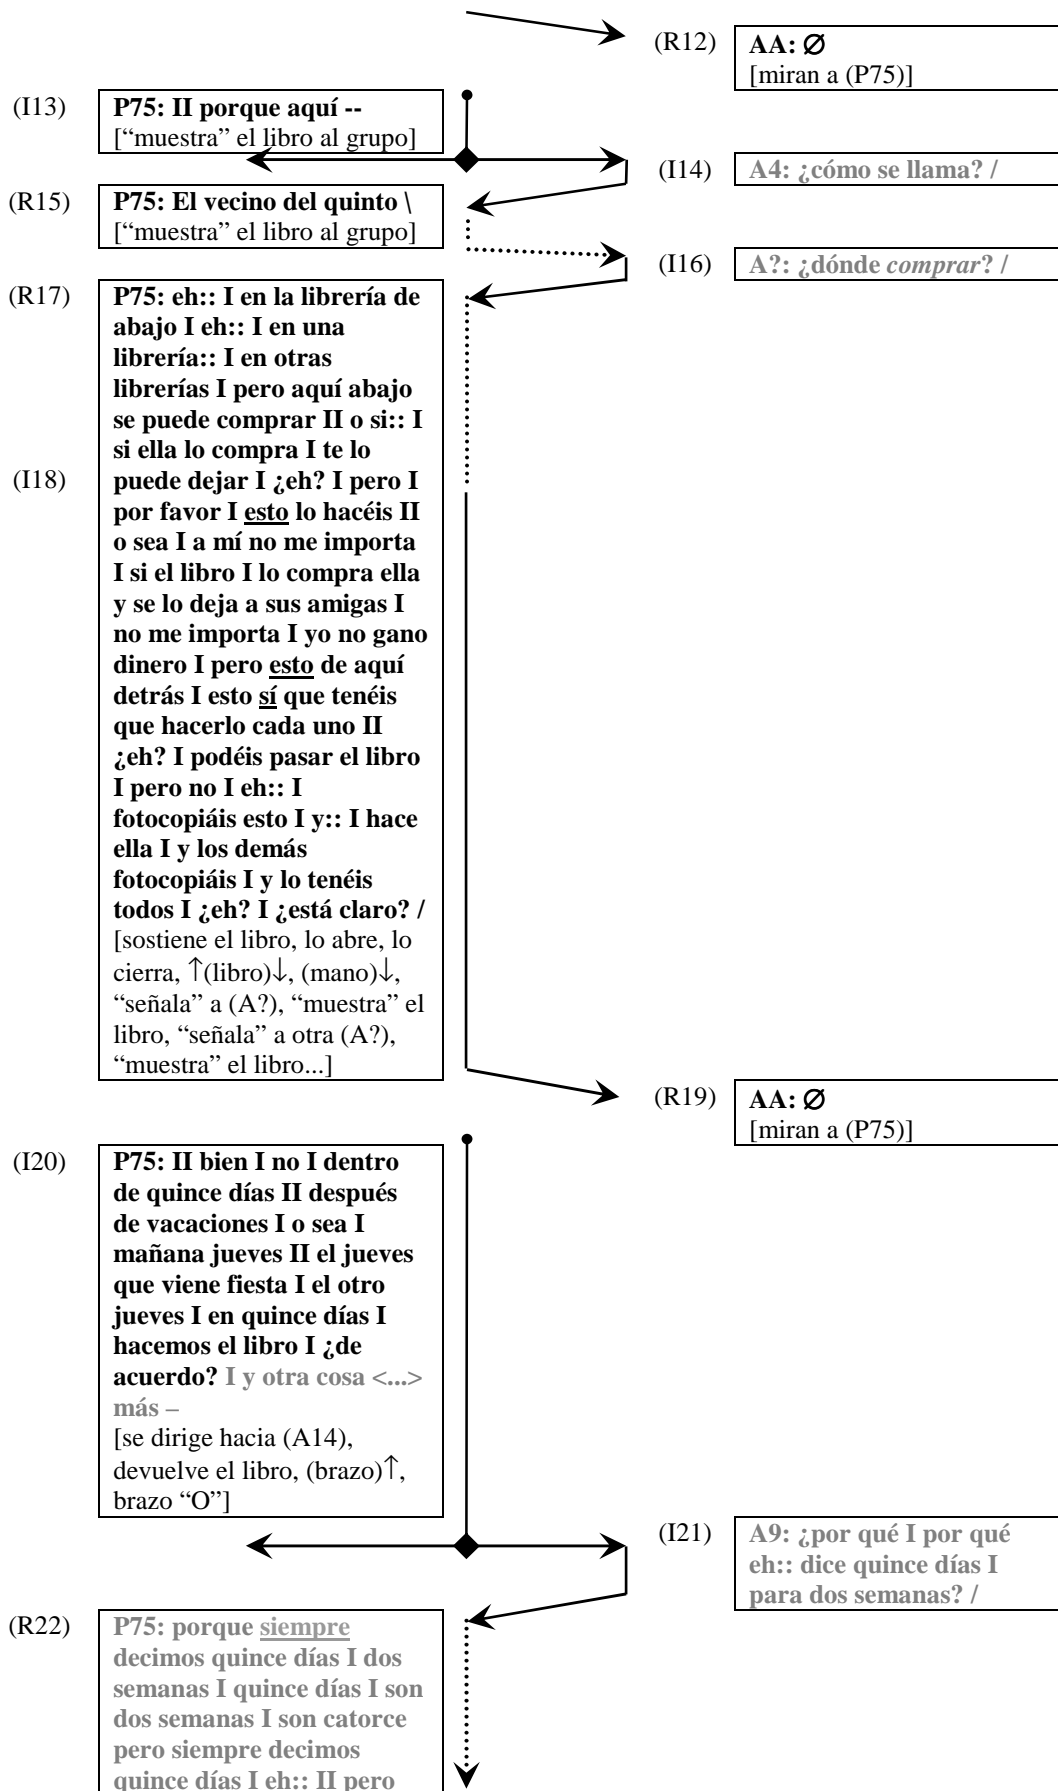 (R12)
AA: ∅
[miran a (P75)]
(I13)
P75: II porque aquí --
[“muestra” el libro al grupo]
(I14)
A4: ¿cómo se llama? /
(R15)
P75: El vecino del quinto \
[“muestra” el libro al grupo]
(I16)
A?: ¿dónde comprar? /
(R17)
P75: eh:: I en la librería de
abajo I eh:: I en una
librería:: I en otras
librerías I pero aquí abajo
se puede comprar II o si:: I
si ella lo compra I te lo
(I18)
puede dejar I ¿eh? I pero I
por favor I esto lo hacéis II
o sea I a mí no me importa
I si el libro I lo compra ella
y se lo deja a sus amigas I
no me importa I yo no gano
dinero I pero esto de aquí
detrás I esto sí que tenéis
que hacerlo cada uno II
¿eh? I podéis pasar el libro
I pero no I eh:: I
fotocopiáis esto I y:: I hace
ella I y los demás
fotocopiáis I y lo tenéis
todos I ¿eh? I ¿está claro? /
[sostiene el libro, lo abre, lo
cierra, ↑(libro)↓, (mano)↓,
“señala” a (A?), “muestra” el
libro, “señala” a otra (A?),
“muestra” el libro...]
(R19)
AA: ∅
[miran a (P75)]
(I20)
P75: II bien I no I dentro
de quince días II después
de vacaciones I o sea I
mañana jueves II el jueves
que viene fiesta I el otro
jueves I en quince días I
hacemos el libro I ¿de
acuerdo? I y otra cosa <...>
más –
[se dirige hacia (A14),
devuelve el libro, (brazo)↑,
brazo “O”]
(I21)
A9: ¿por qué I por qué
eh:: dice quince días I
para dos semanas? /
(R22)
P75: porque siempre
decimos quince días I dos
semanas I quince días I son
dos semanas I son catorce
pero siempre decimos
quince días I eh:: II pero